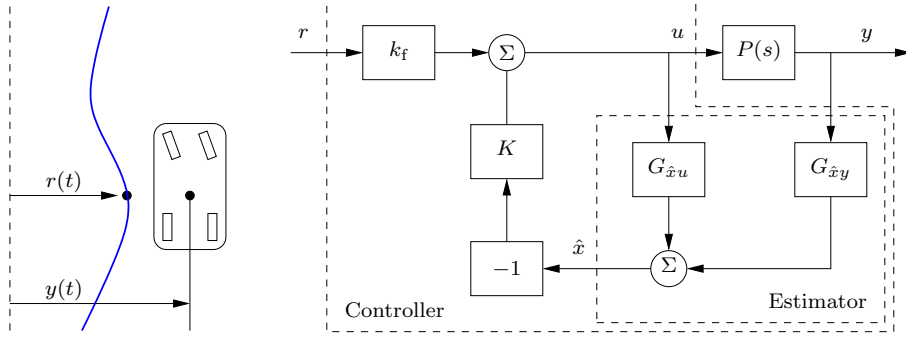 r(t)
y(t)
r
k_f
Σ
u
P(s)
y
K
G_{x̂u}
G_{x̂y}
-1
x̂
Σ
Controller
Estimator